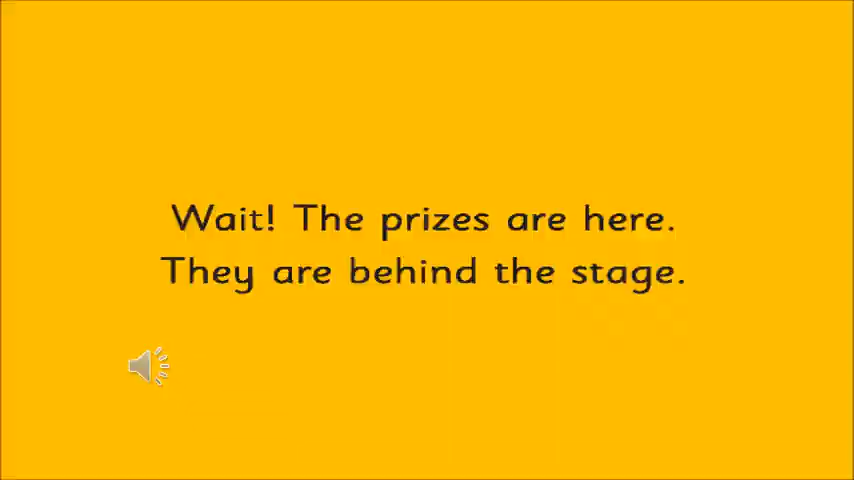 Wait! The prizes are here.
They are behind the stage.